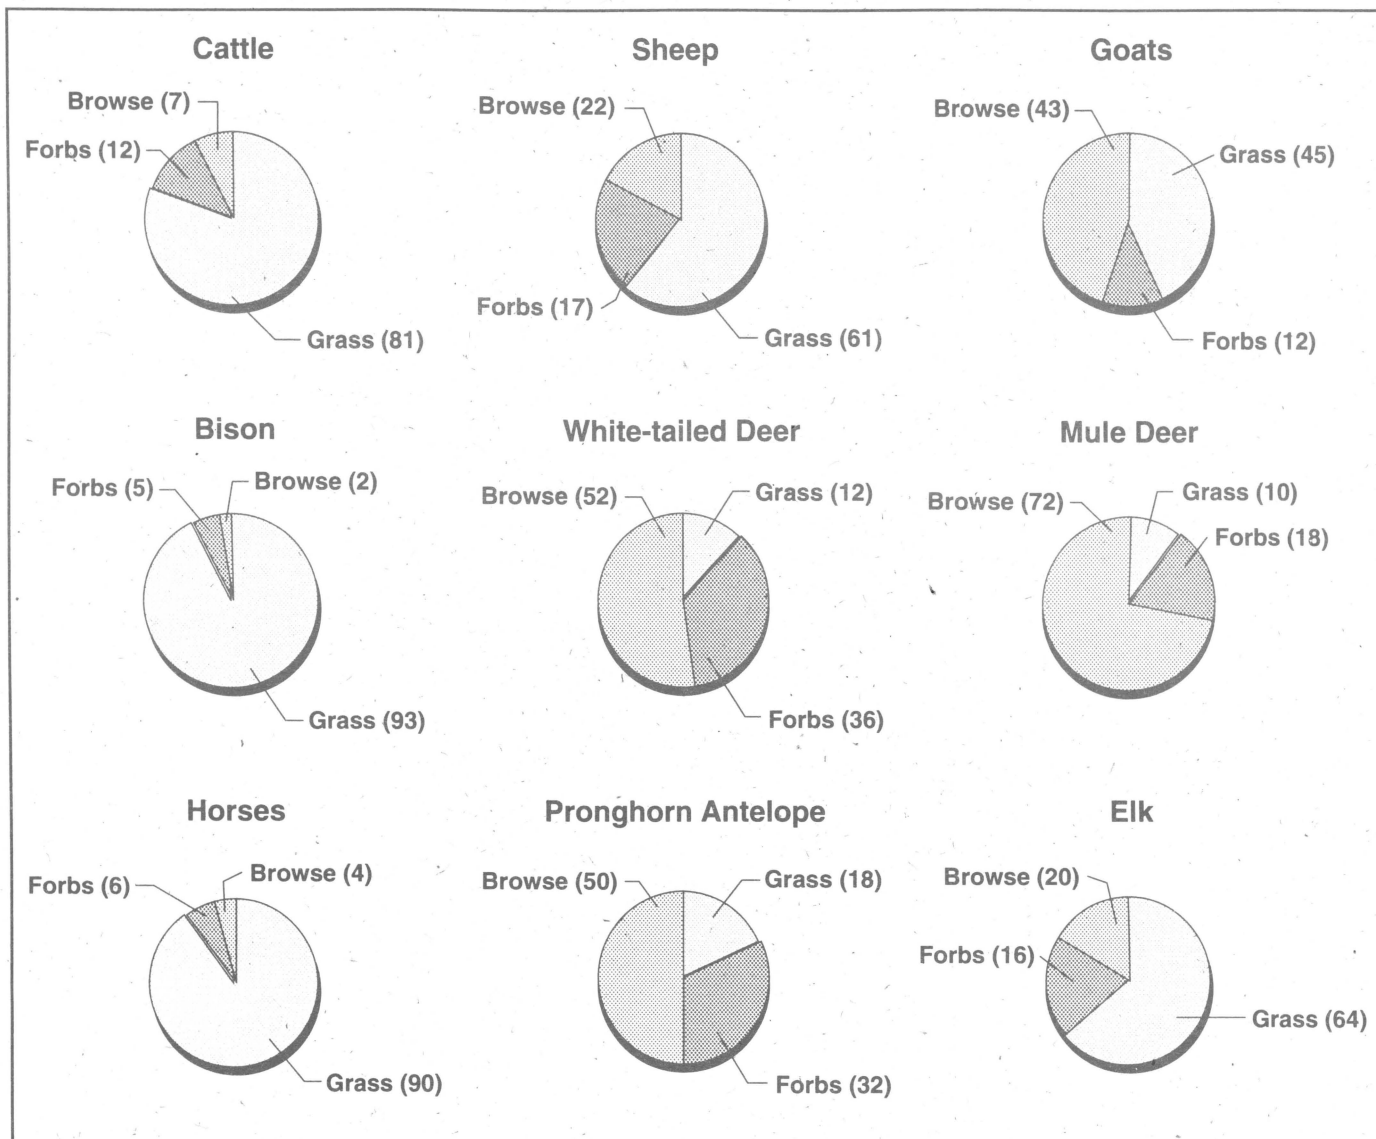 Cattle
Browse (7)
Forbs (12)
Grass (81)
Sheep
Browse (22)
Forbs (17)
Grass (61)
Goats
Browse (43)
Grass (45)
Forbs (12)
Bison
Forbs (5)
Browse (2)
Grass (93)
White-tailed Deer
Browse (52)
Grass (12)
Forbs (36)
Mule Deer
Browse (72)
Grass (10)
Forbs (18)
Horses
Forbs (6)
Browse (4)
Grass (90)
Pronghorn Antelope
Browse (50)
Grass (18)
Forbs (32)
Elk
Browse (20)
Forbs (16)
Grass (64)